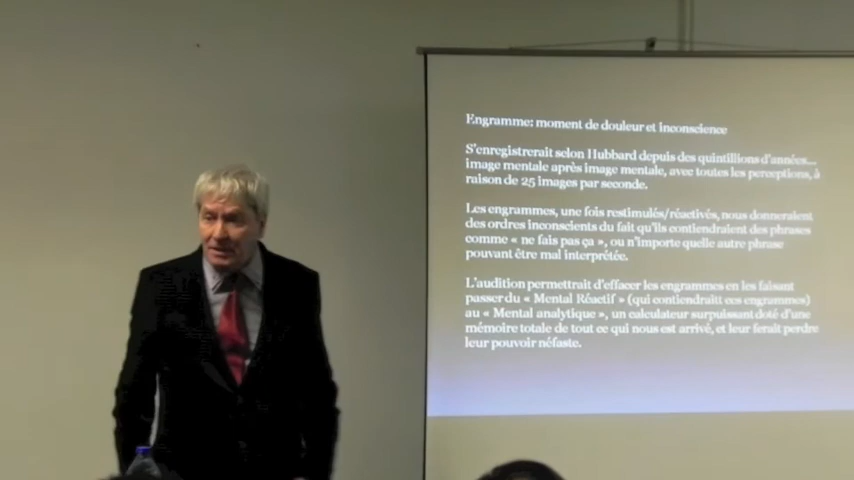 Engramme: moment de douleur et inconscience
S'enregistrerait selon Hubbard depuis des quintillions d'années...
image mentale après image mentale, avec toutes les perceptions, à
raison de 25 images par seconde.
Les engrammes, une fois restimulés/réactivés, nous donneraient
des ordres inconscients du fait qu'ils contiendraient des phrases
comme « ne fais pas ça », ou n'importe quelle autre phrase
pouvant être mal interprétée.
L'audition permettrait d'effacer les engrammes en les faisant
passer du « Mental Réactif » (qui contiendraitt ces engrammes)
au « Mental analytique », un calculateur surpuissant doté d'une
mémoire totale de tout ce qui nous est arrivé, et leur ferait perdre
leur pouvoir néfaste.